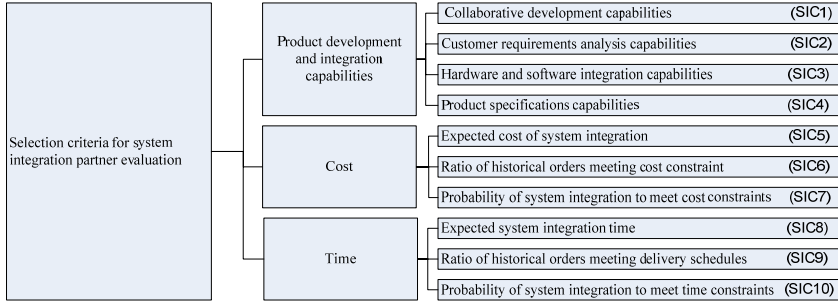 Selection criteria for system
integration partner evaluation
Product development
and integration
capabilities
Collaborative development capabilities (SIC1)
Customer requirements analysis capabilities (SIC2)
Hardware and software integration capabilities (SIC3)
Product specifications capabilities (SIC4)
Cost
Expected cost of system integration (SIC5)
Ratio of historical orders meeting cost constraint (SIC6)
Probability of system integration to meet cost constraints (SIC7)
Time
Expected system integration time (SIC8)
Ratio of historical orders meeting delivery schedules (SIC9)
Probability of system integration to meet time constraints (SIC10)